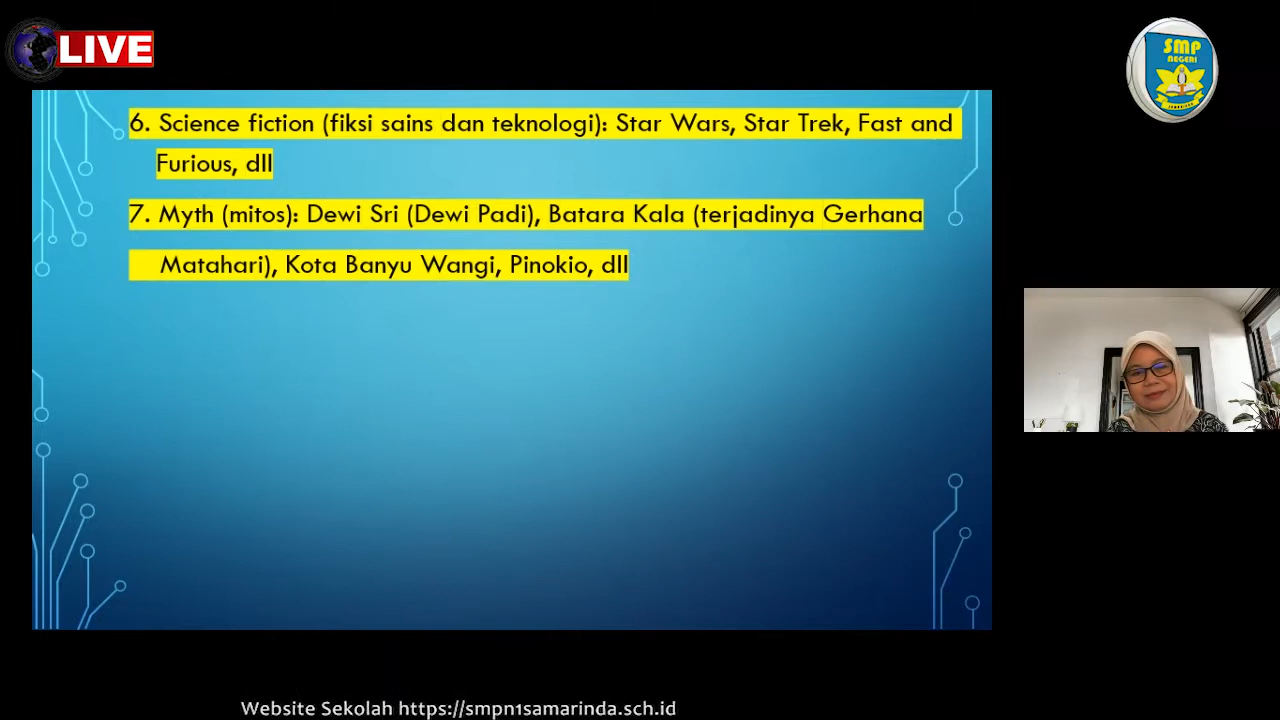 LIVE
SMP
NEGERI
6. Science fiction (fiksi sains dan teknologi): Star Wars, Star Trek, Fast and
Furious, dll
7. Myth (mitos): Dewi Sri (Dewi Padi), Batara Kala (terjadinya Gerhana
Matahari), Kota Banyu Wangi, Pinokio, dll
Website Sekolah https://smpn1samarinda.sch.id